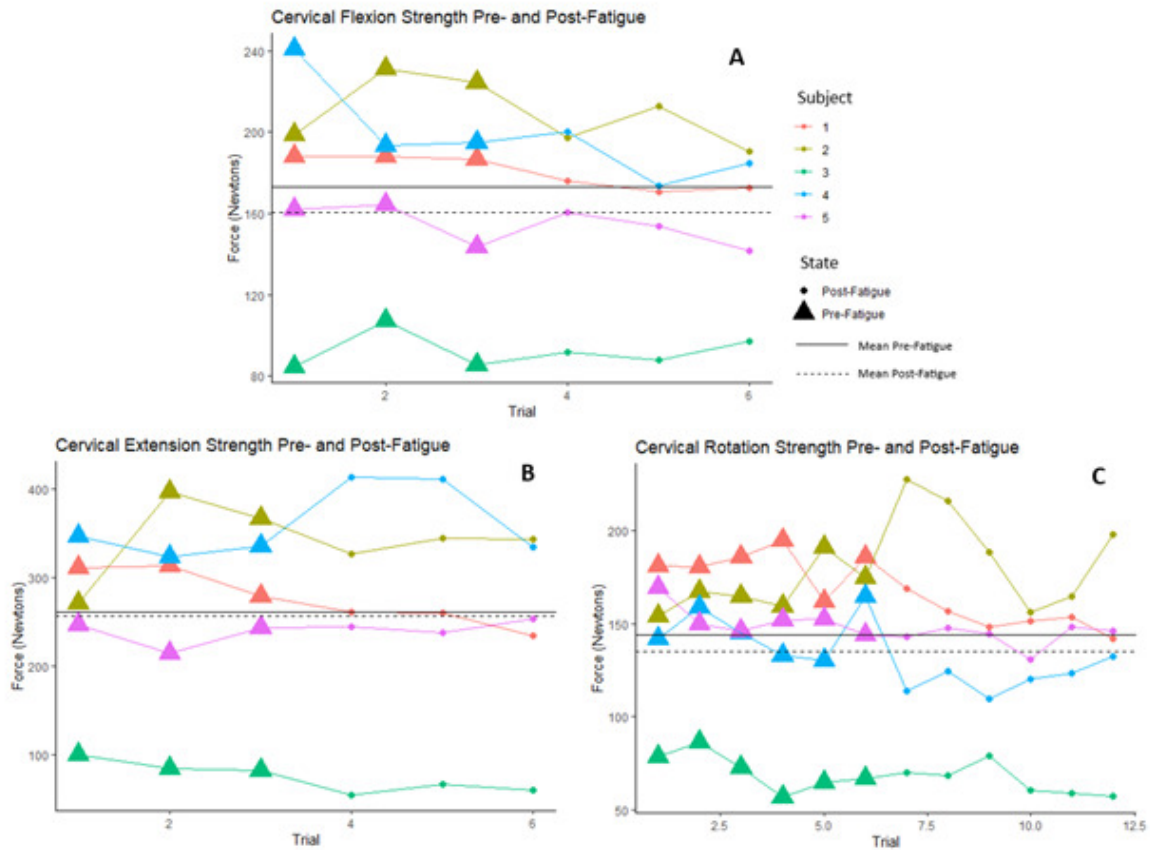 Cervical Flexion Strength Pre- and Post-Fatigue
A
240
200
160
120
80
Force (Newtons)
2
4
6
Trial
Subject
1
2
3
4
5
State
Post-Fatigue
Pre-Fatigue
Mean Pre-Fatigue
Mean Post-Fatigue
Cervical Extension Strength Pre- and Post-Fatigue
B
400
300
200
100
Force (Newtons)
2
4
6
Trial
Cervical Rotation Strength Pre- and Post-Fatigue
C
200
150
100
50
Force (Newtons)
2.5
5.0
7.5
10.0
12.5
Trial